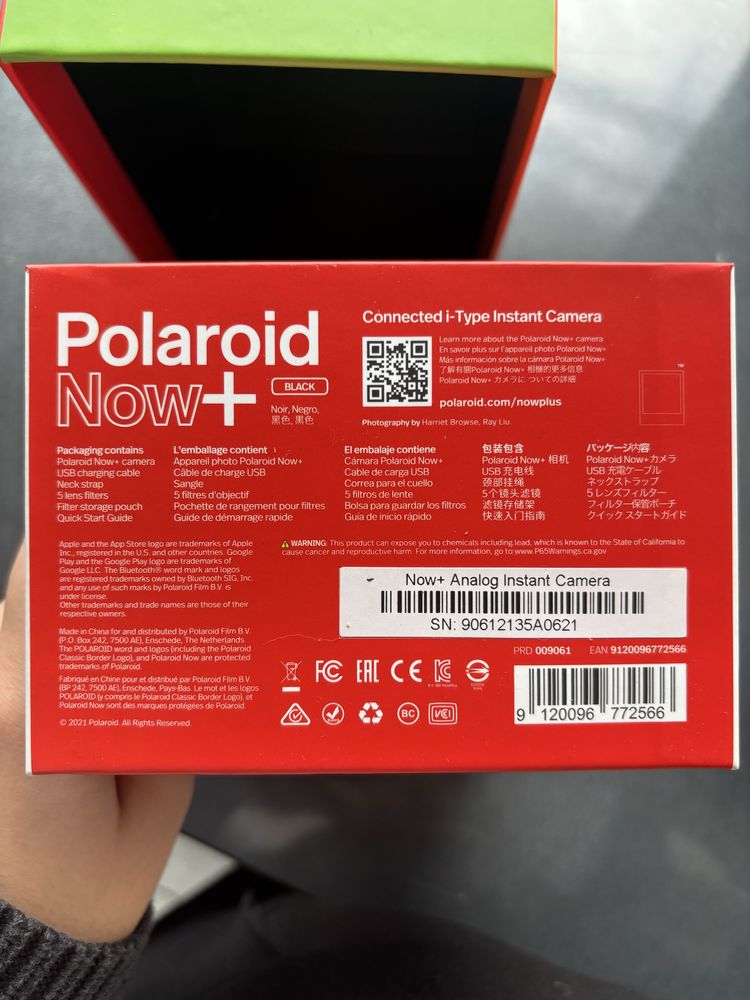 Polaroid
Now+
BLACK
Noir, Negro,
黑色, 黒色
Connected i-Type Instant Camera
Learn more about the Polaroid Now+ camera
En savoir plus sur l'appareil photo Polaroid Now+
Más información sobre la cámara Polaroid Now+
了解有關Polaroid Now+ 相機的更多信息
Polaroid Now+ カメラに ついての詳細
polaroid.com/nowplus
Photography by Harriet Browse, Ray Liu.
TM
Packaging contains
Polaroid Now+ camera
USB charging cable
Neck strap
5 lens filters
Filter storage pouch
Quick Start Guide
L'emballage contient
Appareil photo Polaroid Now+
Câble de charge USB
Sangle
5 filtres d'objectif
Pochette de rangement pour filtres
Guide de démarrage rapide
El embalaje contiene
Cámara Polaroid Now+
Cable de carga USB
Correa para el cuello
5 filtros de lente
Bolsa para guardar los filtros
Guía de inicio rápido
包装包含
Polaroid Now+ 相机
USB 充电线
颈部挂绳
5个镜头滤镜
滤镜存储袋
快速入门指南
パッケージ内容
Polaroid Now+カメラ
USB 充電ケーブル
ネックストラップ
5 レンズフィルター
フィルター保管ポーチ
クイック スタートガイド
Apple and the App Store logo are trademarks of Apple
Inc., registered in the U.S. and other countries. Google
Play and the Google Play logo are trademarks of
Google LLC. The Bluetooth® word mark and logos
are registered trademarks owned by Bluetooth SIG, Inc.
and any use of such marks by Polaroid Film B.V. is
under license.
Other trademarks and trade names are those of their
respective owners.
Made in China for and distributed by Polaroid Film B.V.
(P.O. Box 242, 7500 AE), Enschede, The Netherlands.
The POLAROID word and logos (including the Polaroid
Classic Border Logo), and Polaroid Now are protected
trademarks of Polaroid.
Fabriqué en Chine pour et distribué par Polaroid Film B.V.
(BP 242, 7500 AE), Enschede, Pays-Bas. Le mot et les logos
POLAROID (y compris le Polaroid Classic Border Logo), et
Polaroid Now sont des marques protégées de Polaroid.
© 2021 Polaroid. All Rights Reserved.
WARNING: This product can expose you to chemicals including lead, which is known to the State of California to
cause cancer and reproductive harm. For more information, go to www.P65Warnings.ca.gov
Now+ Analog Instant Camera
SN: 90612135A0621
PRD 009061 EAN 9120096772566
FC EAC CE
BC VCI
9 120096 772566